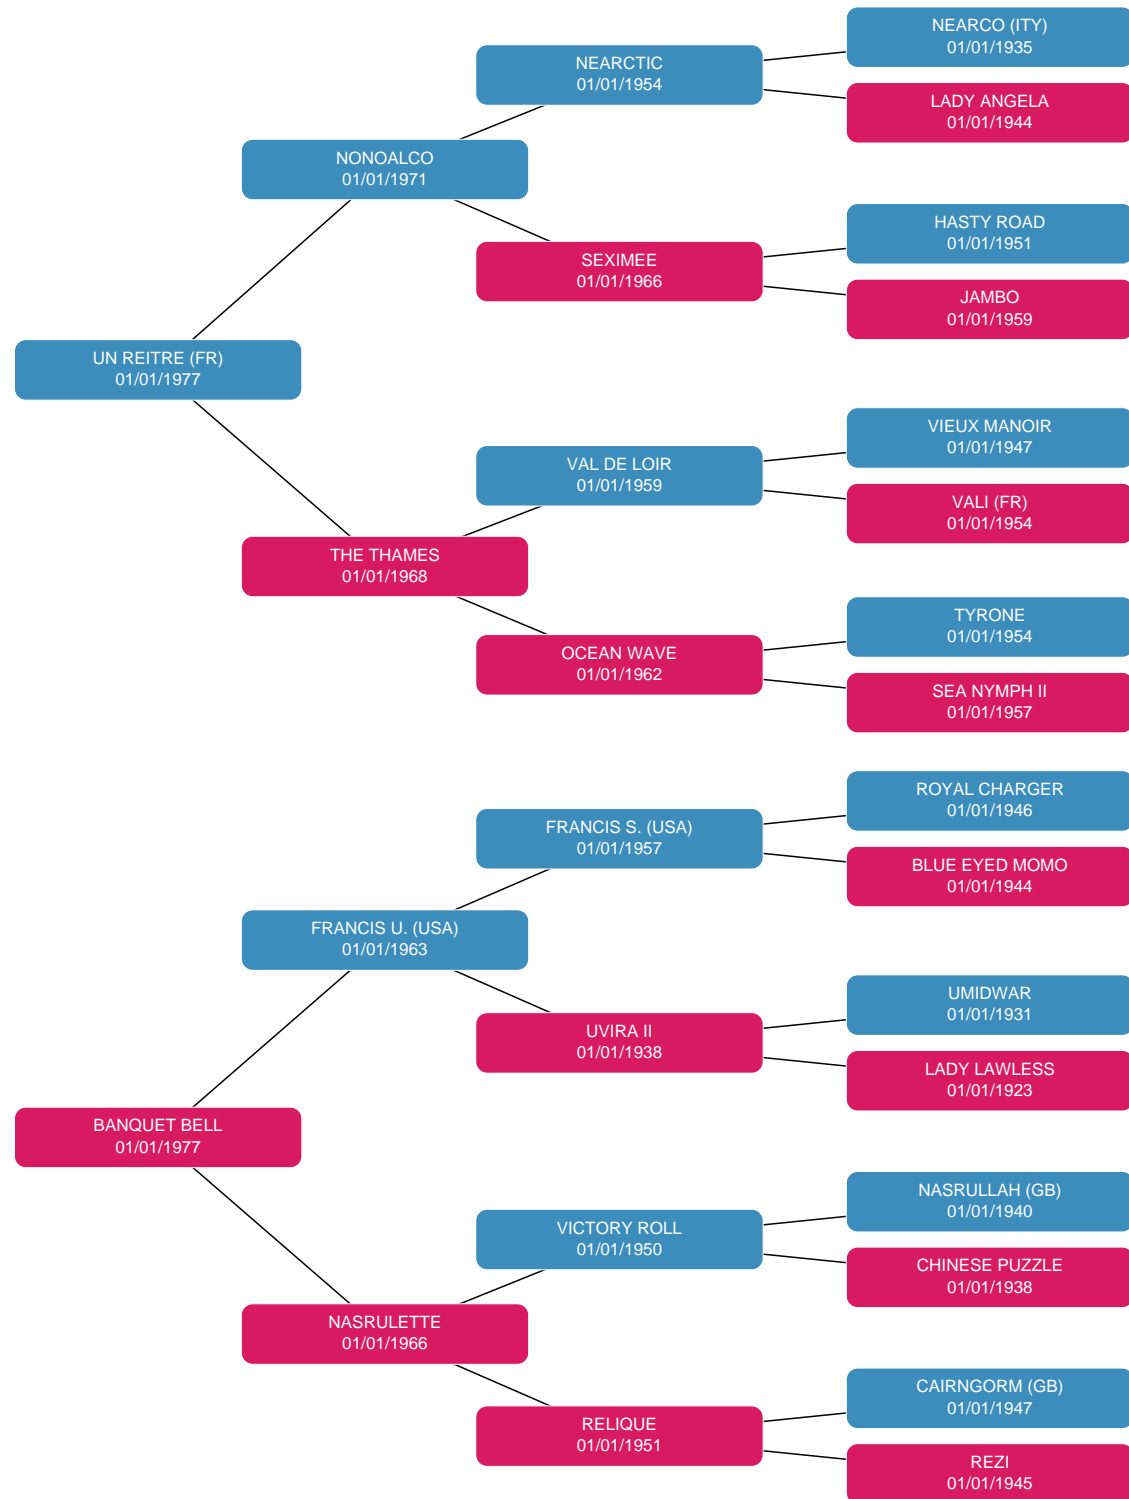 NEARCO (ITY)
01/01/1935
NEARCTIC
01/01/1954
LADY ANGELA
01/01/1944
NONOALCO
01/01/1971
HASTY ROAD
01/01/1951
SEXIMEE
01/01/1966
JAMBO
01/01/1959
UN REITRE (FR)
01/01/1977
VIEUX MANOIR
01/01/1947
VAL DE LOIR
01/01/1959
VALI (FR)
01/01/1954
THE THAMES
01/01/1968
TYRONE
01/01/1954
OCEAN WAVE
01/01/1962
SEA NYMPH II
01/01/1957
ROYAL CHARGER
01/01/1946
FRANCIS S. (USA)
01/01/1957
BLUE EYED MOMO
01/01/1944
FRANCIS U. (USA)
01/01/1963
UMIDWAR
01/01/1931
UVIRA II
01/01/1938
LADY LAWLESS
01/01/1923
BANQUET BELL
01/01/1977
NASRULLAH (GB)
01/01/1940
VICTORY ROLL
01/01/1950
CHINESE PUZZLE
01/01/1938
NASRULETTE
01/01/1966
CAIRNGORM (GB)
01/01/1947
RELIQUE
01/01/1951
REZI
01/01/1945